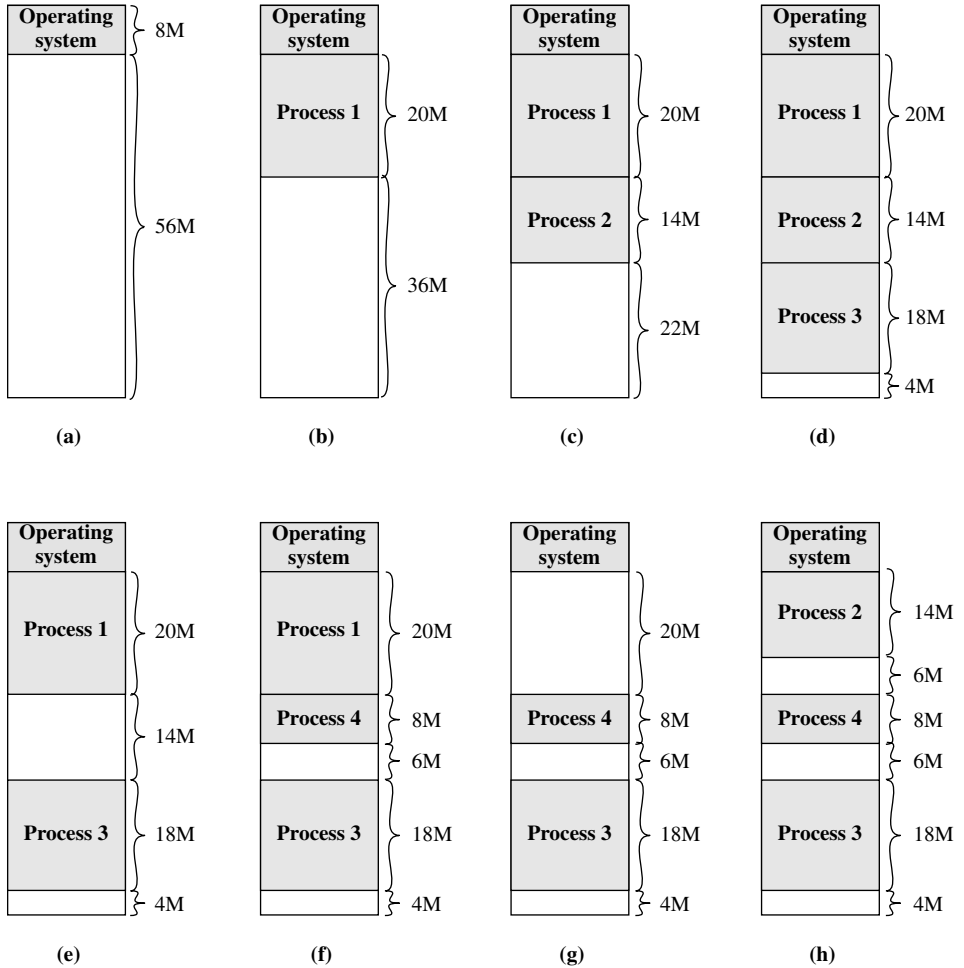 Operating
system
8M
56M
(a)
Operating
system
Process 1
20M
36M
(b)
Operating
system
Process 1
20M
Process 2
14M
22M
(c)
Operating
system
Process 1
20M
Process 2
14M
Process 3
18M
4M
(d)
Operating
system
Process 1
20M
14M
Process 3
18M
4M
(e)
Operating
system
Process 1
20M
Process 4
8M
6M
Process 3
18M
4M
(f)
Operating
system
20M
Process 4
8M
6M
Process 3
18M
4M
(g)
Operating
system
Process 2
14M
6M
Process 4
8M
6M
Process 3
18M
4M
(h)